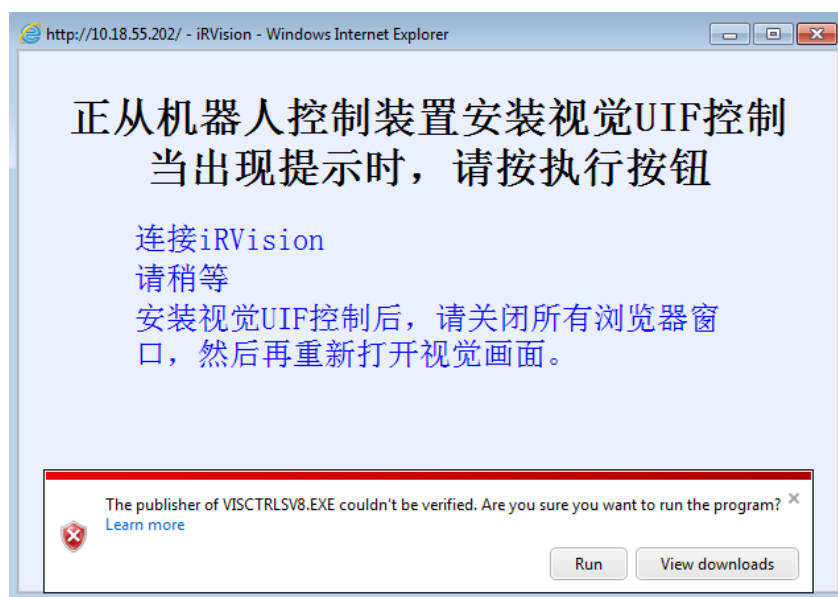 http://10.18.55.202/ - iRVision - Windows Internet Explorer
正从机器人控制装置安装视觉UIF控制
当出现提示时，请按执行按钮
连接iRVision
请稍等
安装视觉UIF控制后，请关闭所有浏览器窗
口，然后再重新打开视觉画面。
The publisher of VISCTRLSV8.EXE couldn't be verified. Are you sure you want to run the program?
Learn more
Run View downloads